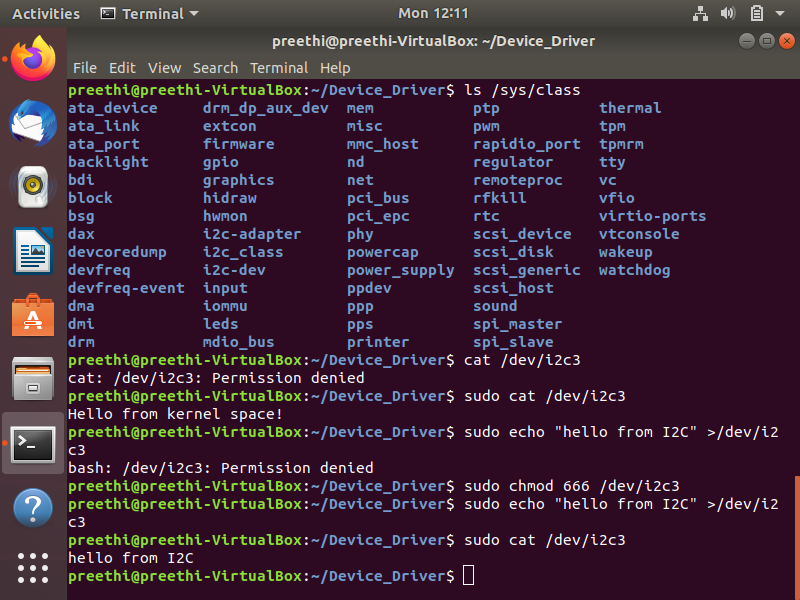 Activities Terminal Mon 12:11
preethi@preethi-VirtualBox: ~/Device_Driver
File Edit View Search Terminal Help
preethi@preethi-VirtualBox:~/Device_Driver$ ls /sys/class
ata_device drm_dp_aux_dev mem ptp thermal
ata_link extcon misc pwm tpm
ata_port firmware mmc_host rapidio_port tpmrm
backlight gpio nd regulator tty
bdi graphics net remoteproc vc
block hidraw pci_bus rfkill vfio
bsg hwmon pci_epc rtc virtio-ports
dax i2c-adapter phy scsi_device vtconsole
devcoredump i2c_class powercap scsi_disk wakeup
devfreq i2c-dev power_supply scsi_generic watchdog
devfreq-event input ppdev scsi_host
dma iommu ppp sound
dmi leds pps spi_master
drm mdio_bus printer spi_slave
preethi@preethi-VirtualBox:~/Device_Driver$ cat /dev/i2c3
cat: /dev/i2c3: Permission denied
preethi@preethi-VirtualBox:~/Device_Driver$ sudo cat /dev/i2c3
Hello from kernel space!
preethi@preethi-VirtualBox:~/Device_Driver$ sudo echo "hello from I2C" >/dev/i2
c3
bash: /dev/i2c3: Permission denied
preethi@preethi-VirtualBox:~/Device_Driver$ sudo chmod 666 /dev/i2c3
preethi@preethi-VirtualBox:~/Device_Driver$ sudo echo "hello from I2C" >/dev/i2
c3
preethi@preethi-VirtualBox:~/Device_Driver$ sudo cat /dev/i2c3
hello from I2C
preethi@preethi-VirtualBox:~/Device_Driver$